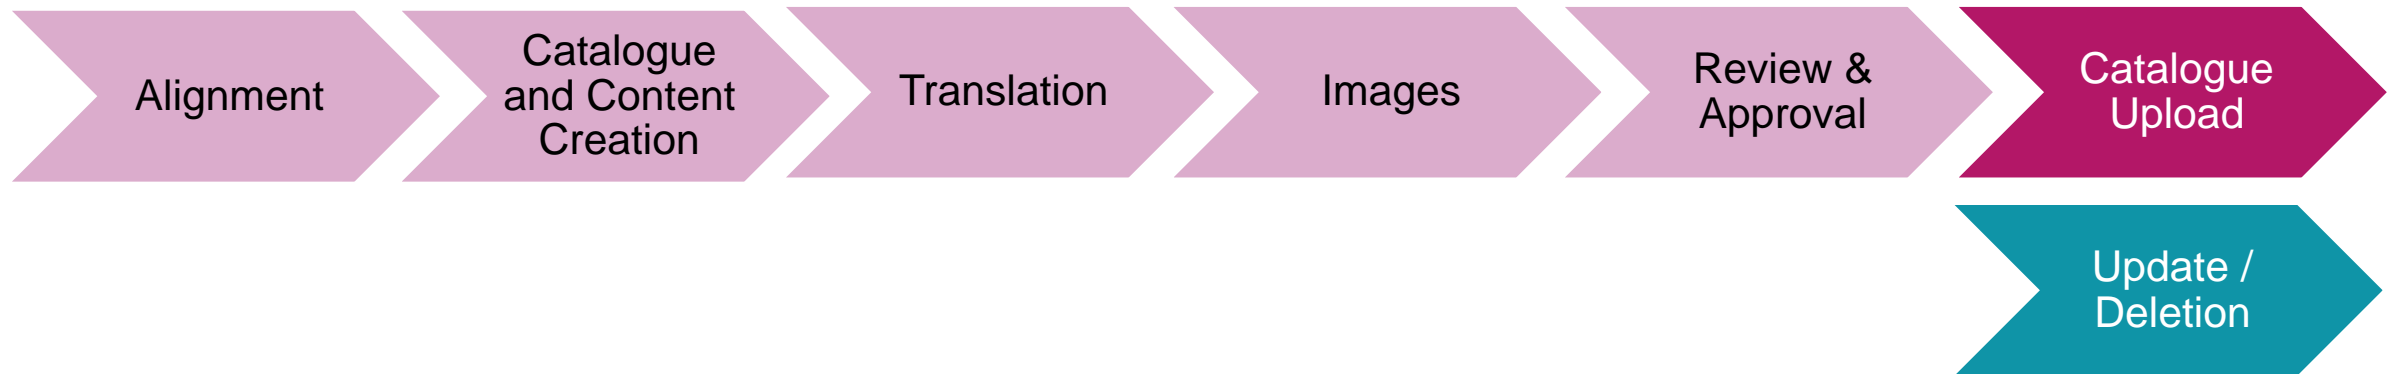 Alignment
Catalogue
and Content
Creation
Translation
Images
Review &
Approval
Catalogue
Upload
Update /
Deletion